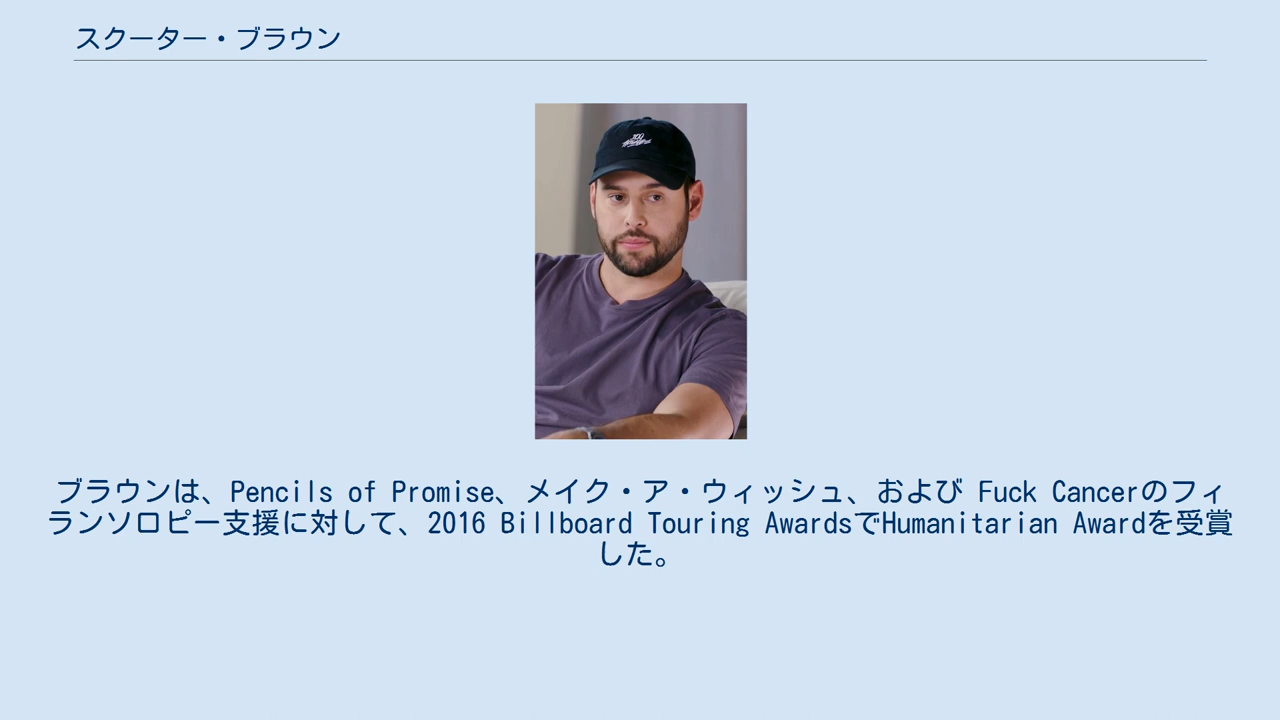 スクーター・ブラウン
ブラウンは、Pencils of Promise、メイク・ア・ウィッシュ、および Fuck Cancerのフィ
ランソロピー支援に対して、2016 Billboard Touring AwardsでHumanitarian Awardを受賞
した。